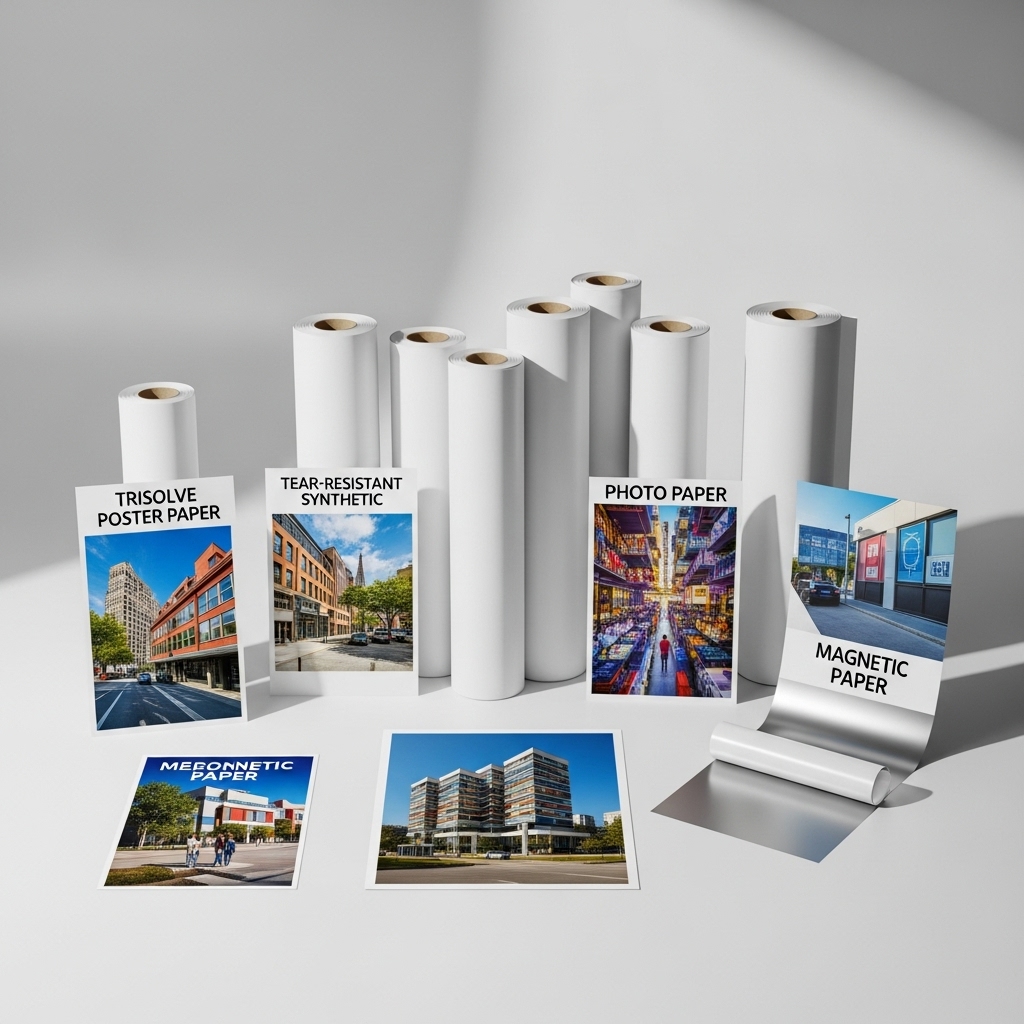 TRISOLVE
POSTER PAPER
TEAR-RESISTANT
SYNTHETIC
PHOTO PAPER
MAGNETIC
PAPER
MEBONNETIC
PAPER